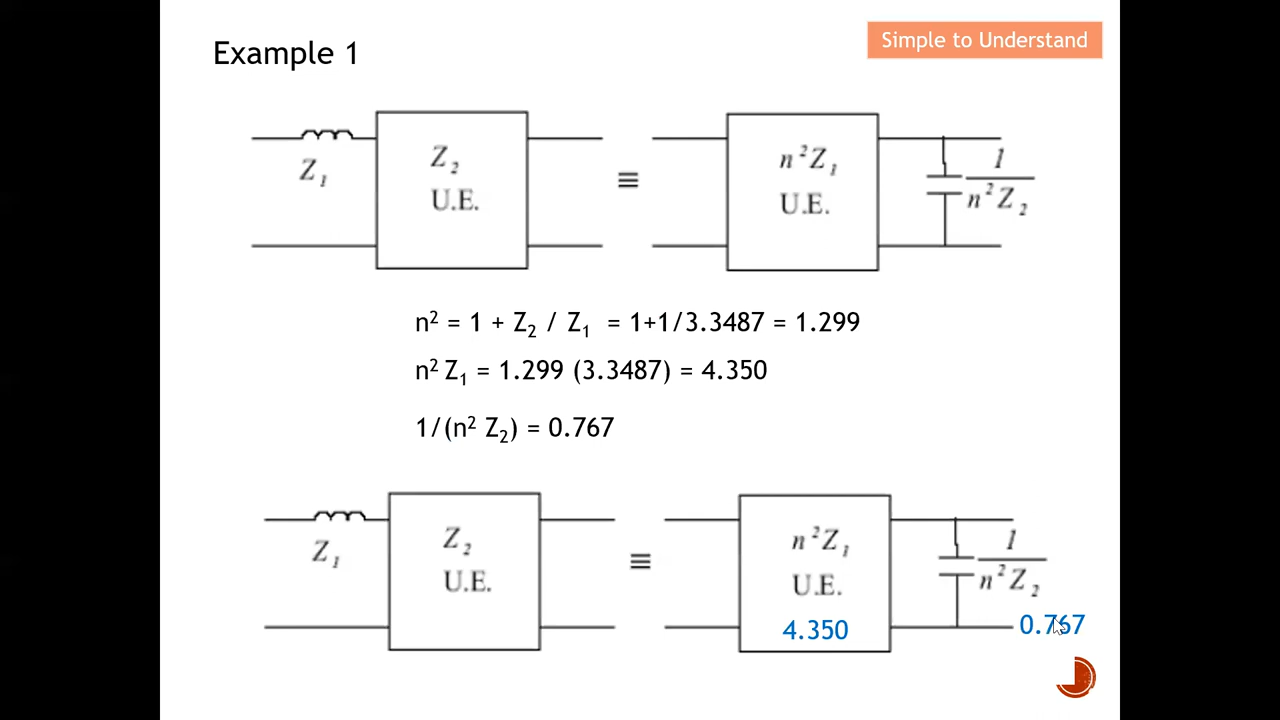 Example 1
Simple to Understand
Z₁
Z₂
U.E.
≡
n²Z₁
U.E.
1
n²Z₂
n² = 1 + Z₂ / Z₁ = 1+1/3.3487 = 1.299
n² Z₁ = 1.299 (3.3487) = 4.350
1/(n² Z₂) = 0.767
Z₁
Z₂
U.E.
≡
n²Z₁
U.E.
4.350
1
n²Z₂
0.767